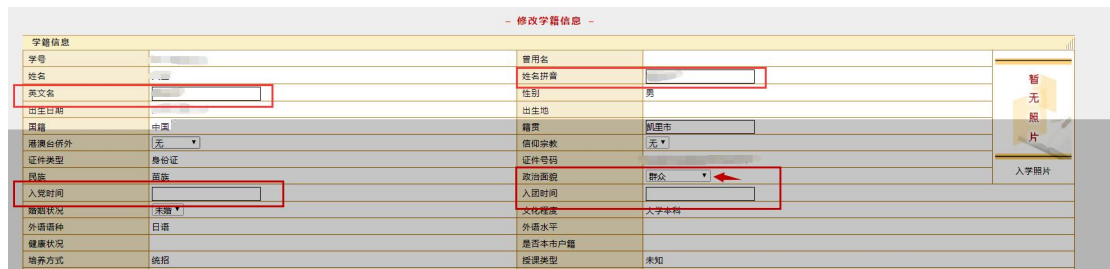 - 修改学籍信息 -
学籍信息
学号 曾用名
姓名 姓名拼音
英文名 性别 男
出生日期 出生地
国籍 中国 籍贯 凯里市
港澳台侨外 无 信仰宗教 无
证件类型 身份证 证件号码
民族 苗族 政治面貌 群众
入党时间 入团时间
婚姻状况 未婚 文化程度 大学本科
外语语种 日语 外语水平
健康状况 是否本市户籍
培养方式 统招 授课类型 未知
暂无照片
入学照片